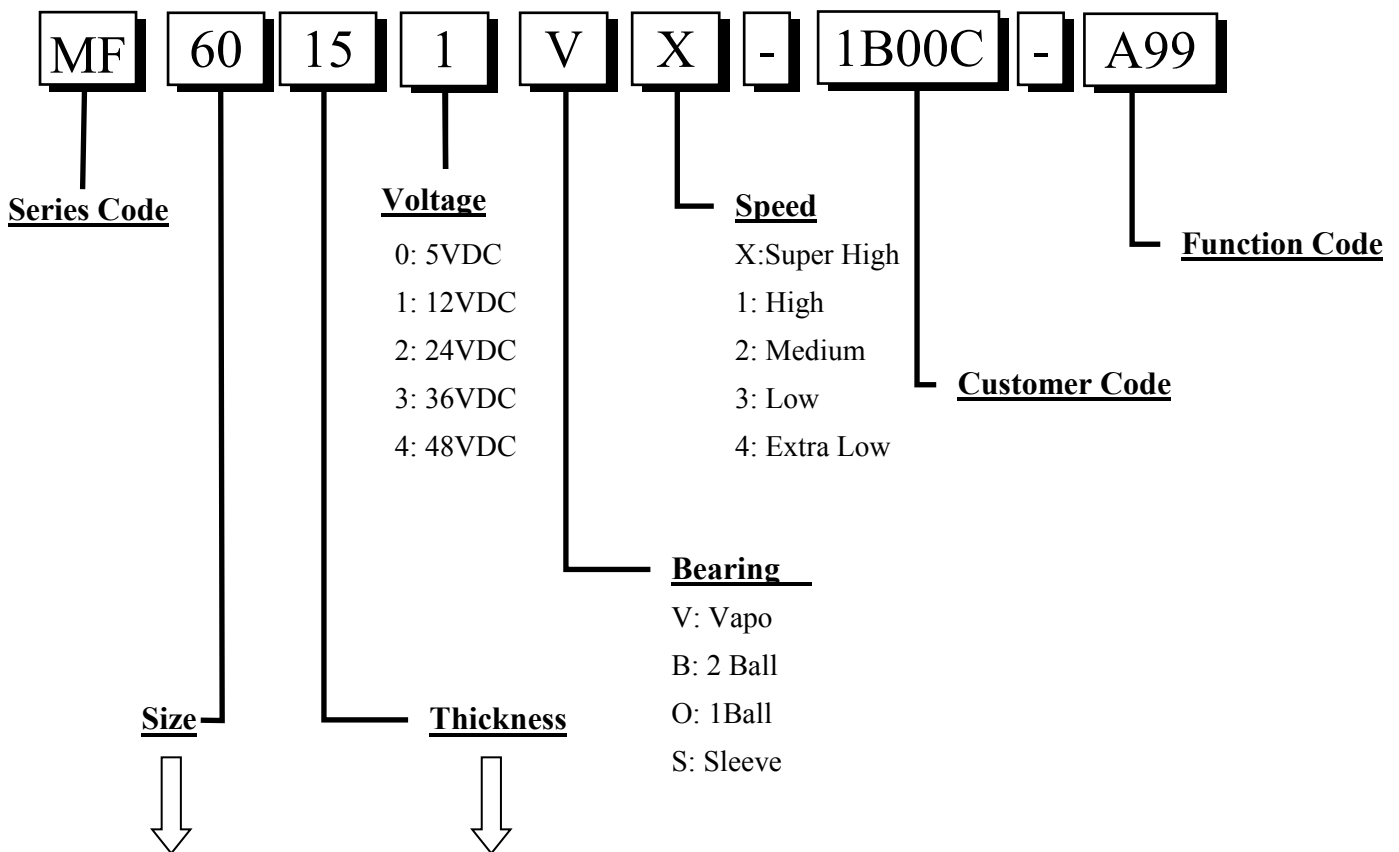 MF 60 15 1 V X - 1B00C - A99
Series Code
Voltage
0: 5VDC
1: 12VDC
2: 24VDC
3: 36VDC
4: 48VDC
Speed
X:Super High
1: High
2: Medium
3: Low
4: Extra Low
Function Code
Customer Code
Bearing
V: Vapo
B: 2 Ball
O: 1Ball
S: Sleeve
Size
Thickness